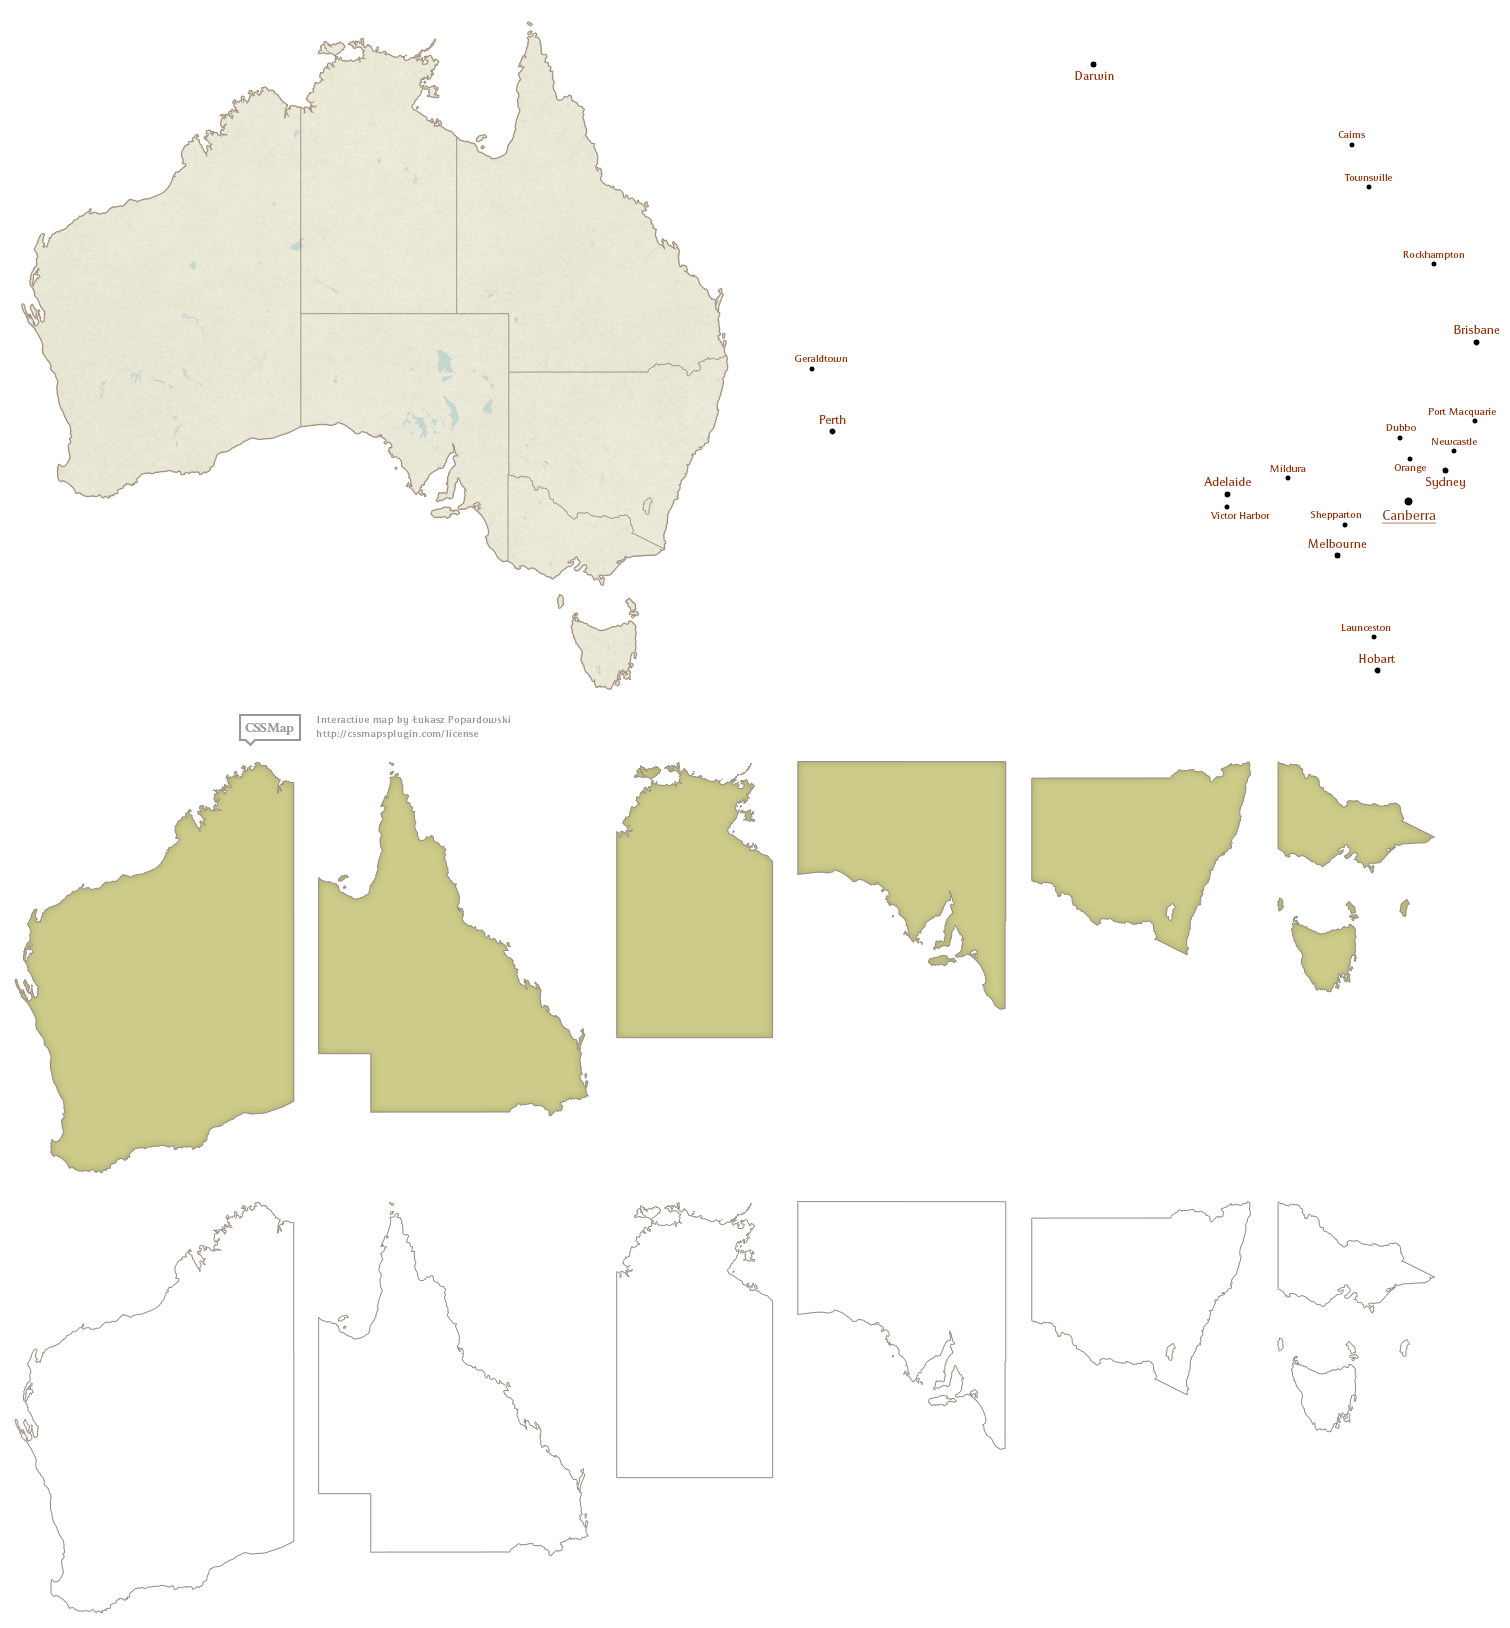 Darwin
Cairns
Townsville
Rockhampton
Brisbane
Geraldtown
Perth
Port Macquarie
Dubbo
Newcastle
Orange
Mildura
Sydney
Adelaide
Victor Harbor
Shepparton
Canberra
Melbourne
Launceston
Hobart
CSSMap
Interactive map by Łukasz Popardowski
http://cssmapsplugin.com/license